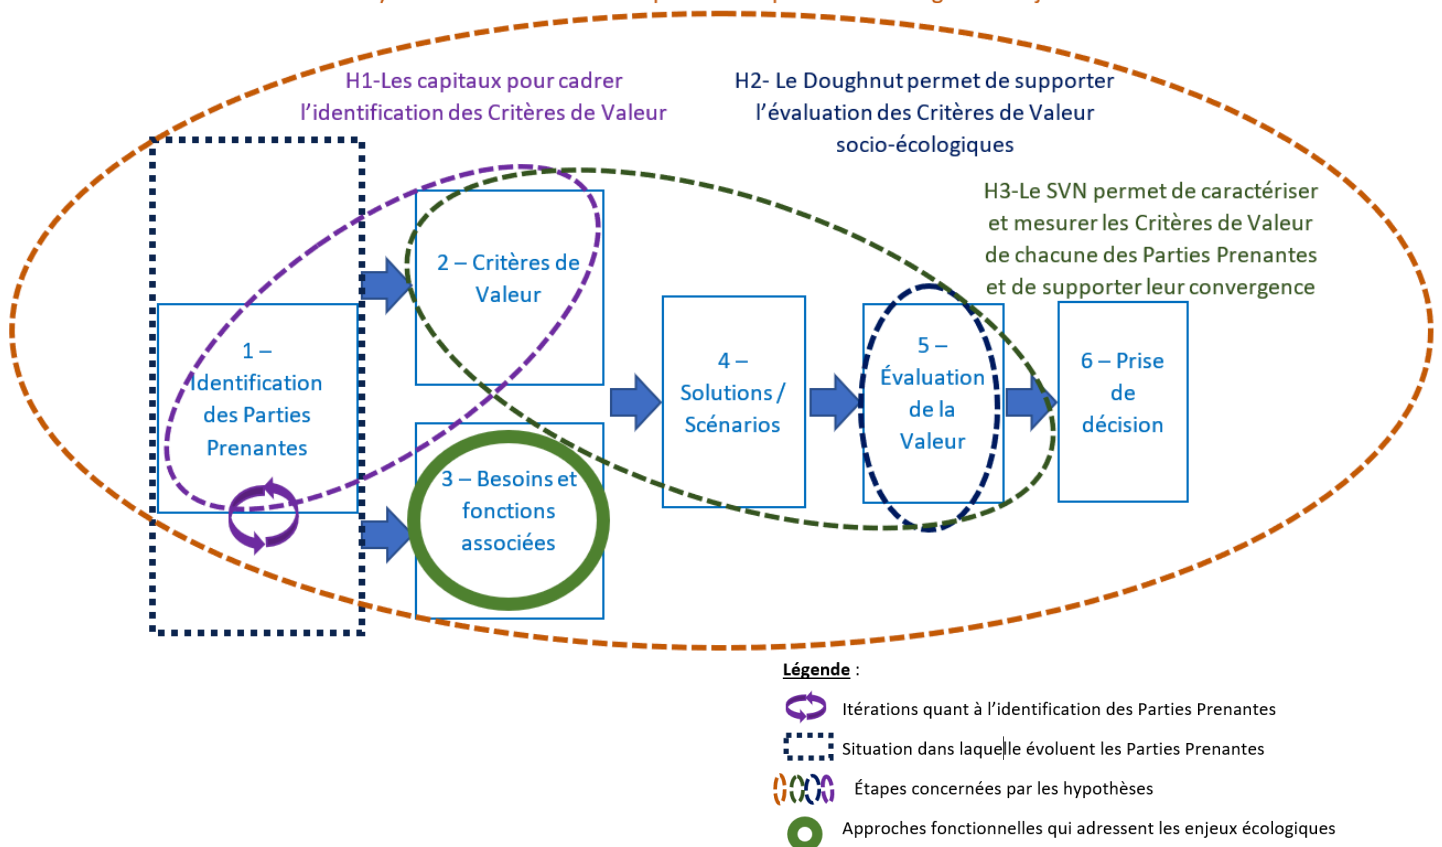 H1-Les capitaux pour cadrer
l'identification des Critères de Valeur
H2- Le Doughnut permet de supporter
l'évaluation des Critères de Valeur
socio-écologiques
H3-Le SVN permet de caractériser
et mesurer les Critères de Valeur
de chacune des Parties Prenantes
et de supporter leur convergence
1 –
Identification
des Parties
Prenantes
2 – Critères de
Valeur
3 – Besoins et
fonctions
associées
4 –
Solutions /
Scénarios
5 –
Évaluation
de la
Valeur
6 – Prise
de
décision
Légende :
Itérations quant à l'identification des Parties Prenantes
Situation dans laquelle évoluent les Parties Prenantes
Étapes concernées par les hypothèses
Approches fonctionnelles qui adressent les enjeux écologiques